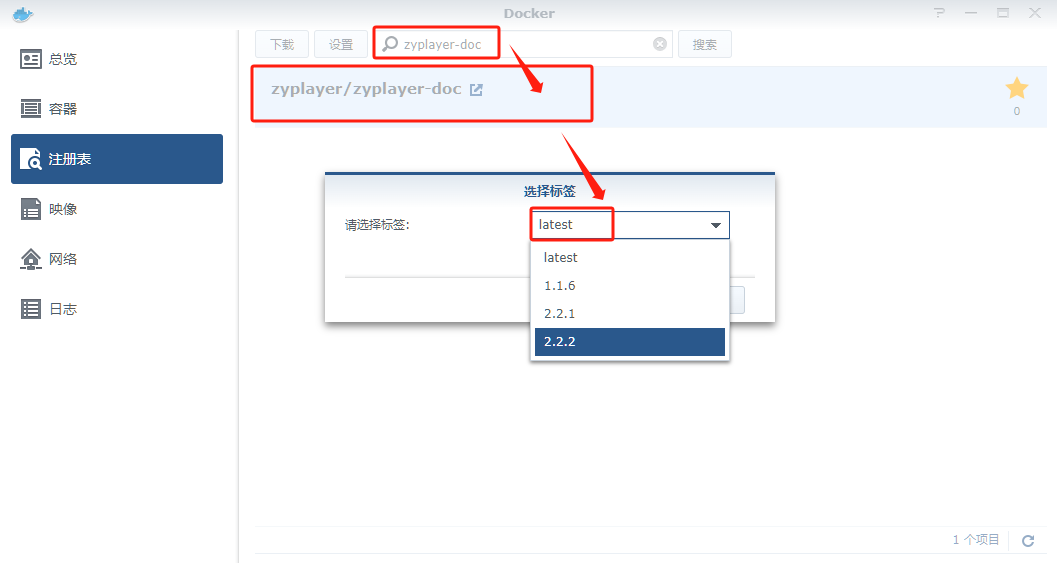 Docker
总览
容器
注册表
映像
网络
日志
下载 设置 zyplayer-doc 搜索
zyplayer/zyplayer-doc
0
选择标签
请选择标签: latest
latest
1.1.6
2.2.1
2.2.2
1 个项目